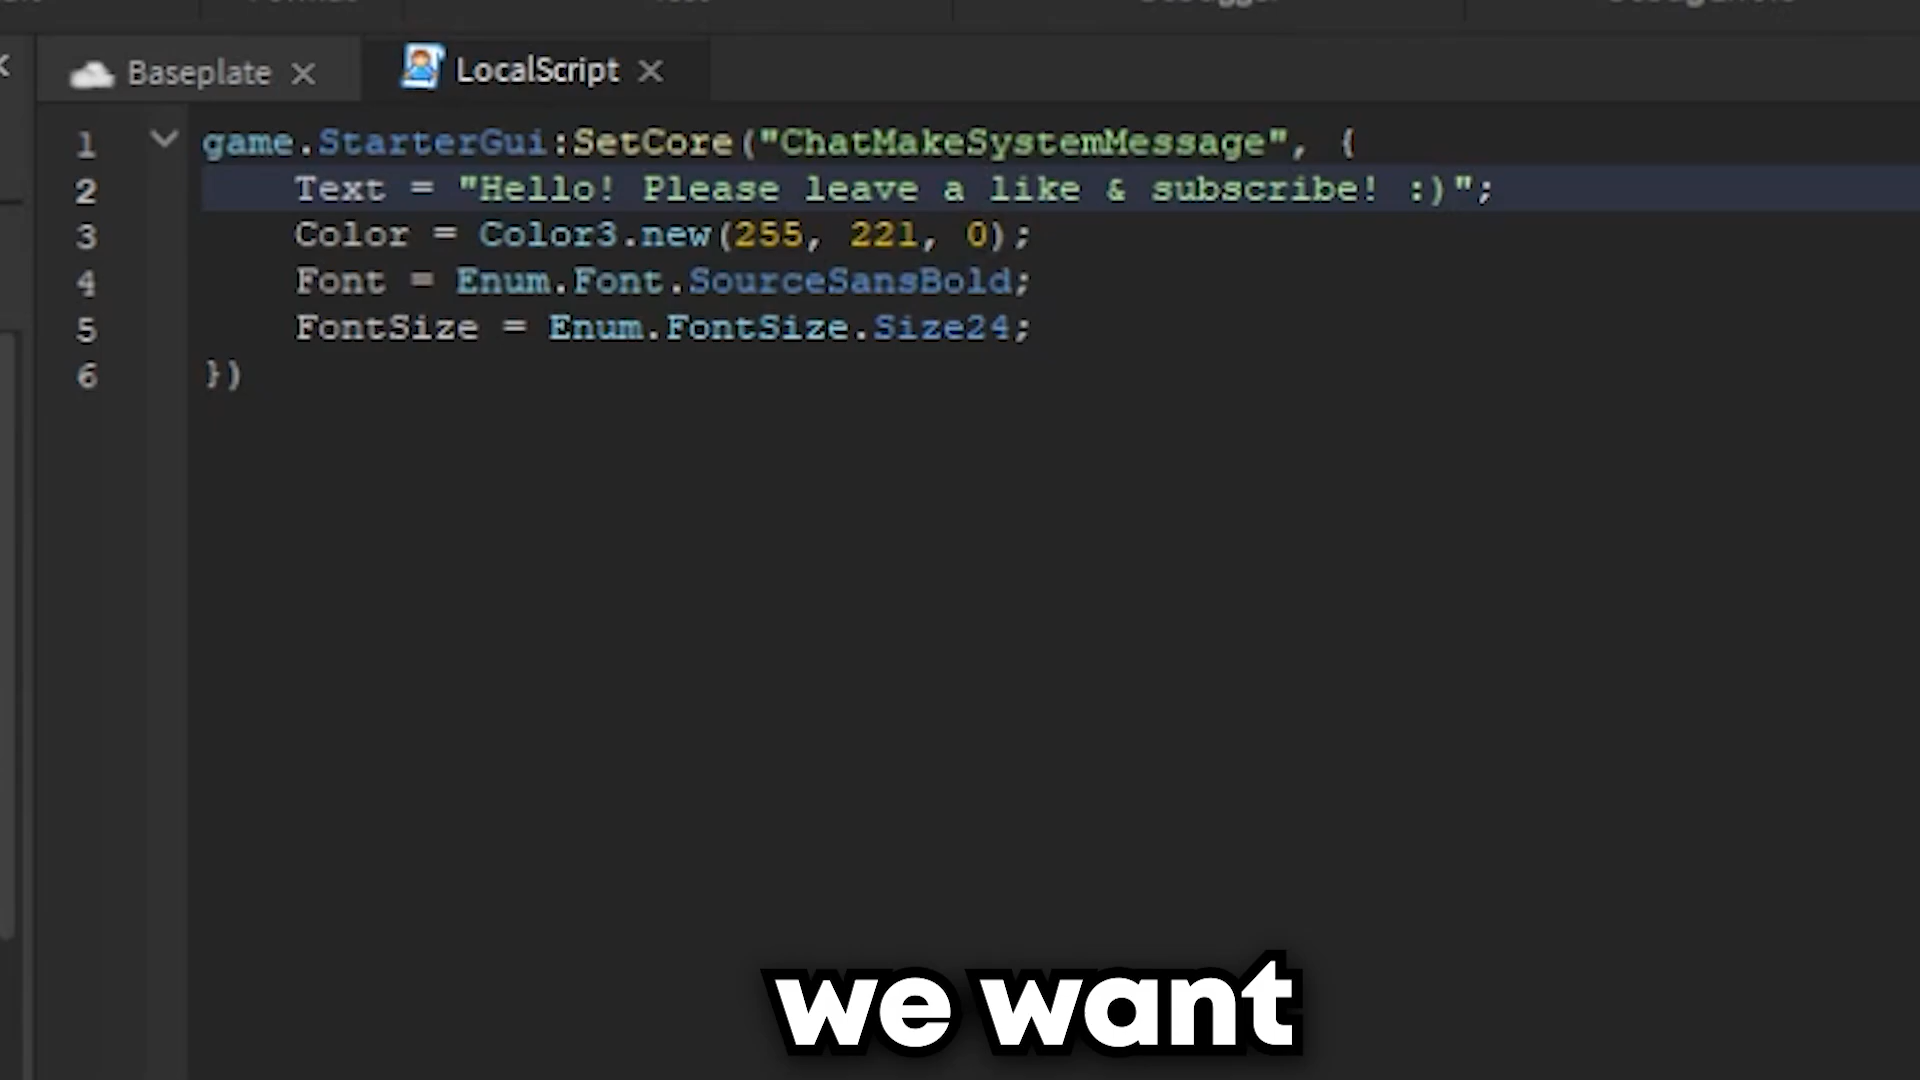 Baseplate
LocalScript
1 game.StarterGui:SetCore("ChatMakeSystemMessage", {
2 Text = "Hello! Please leave a like & subscribe! :)";
3 Color = Color3.new(255, 221, 0);
4 Font = Enum.Font.SourceSansBold;
5 FontSize = Enum.FontSize.Size24;
6 })
we want